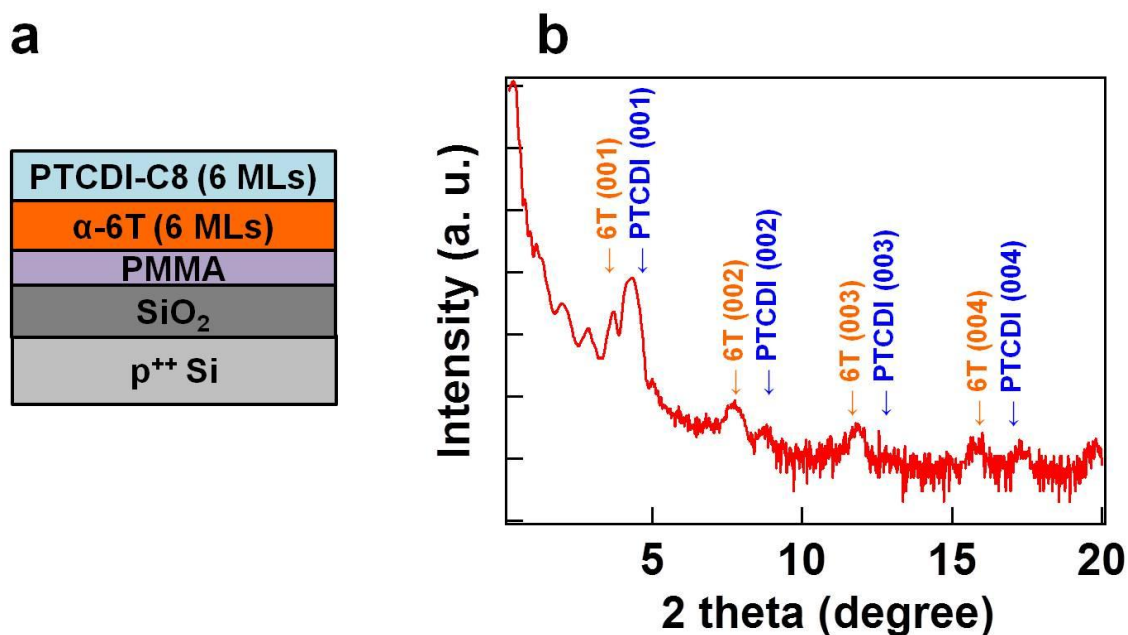 a
PTCDI-C8 (6 MLs)
α-6T (6 MLs)
PMMA
SiO₂
p⁺⁺ Si
b
Intensity (a. u.)
6T (001)
PTCDI (001)
6T (002)
PTCDI (002)
6T (003)
PTCDI (003)
6T (004)
PTCDI (004)
5 10 15 20
2 theta (degree)